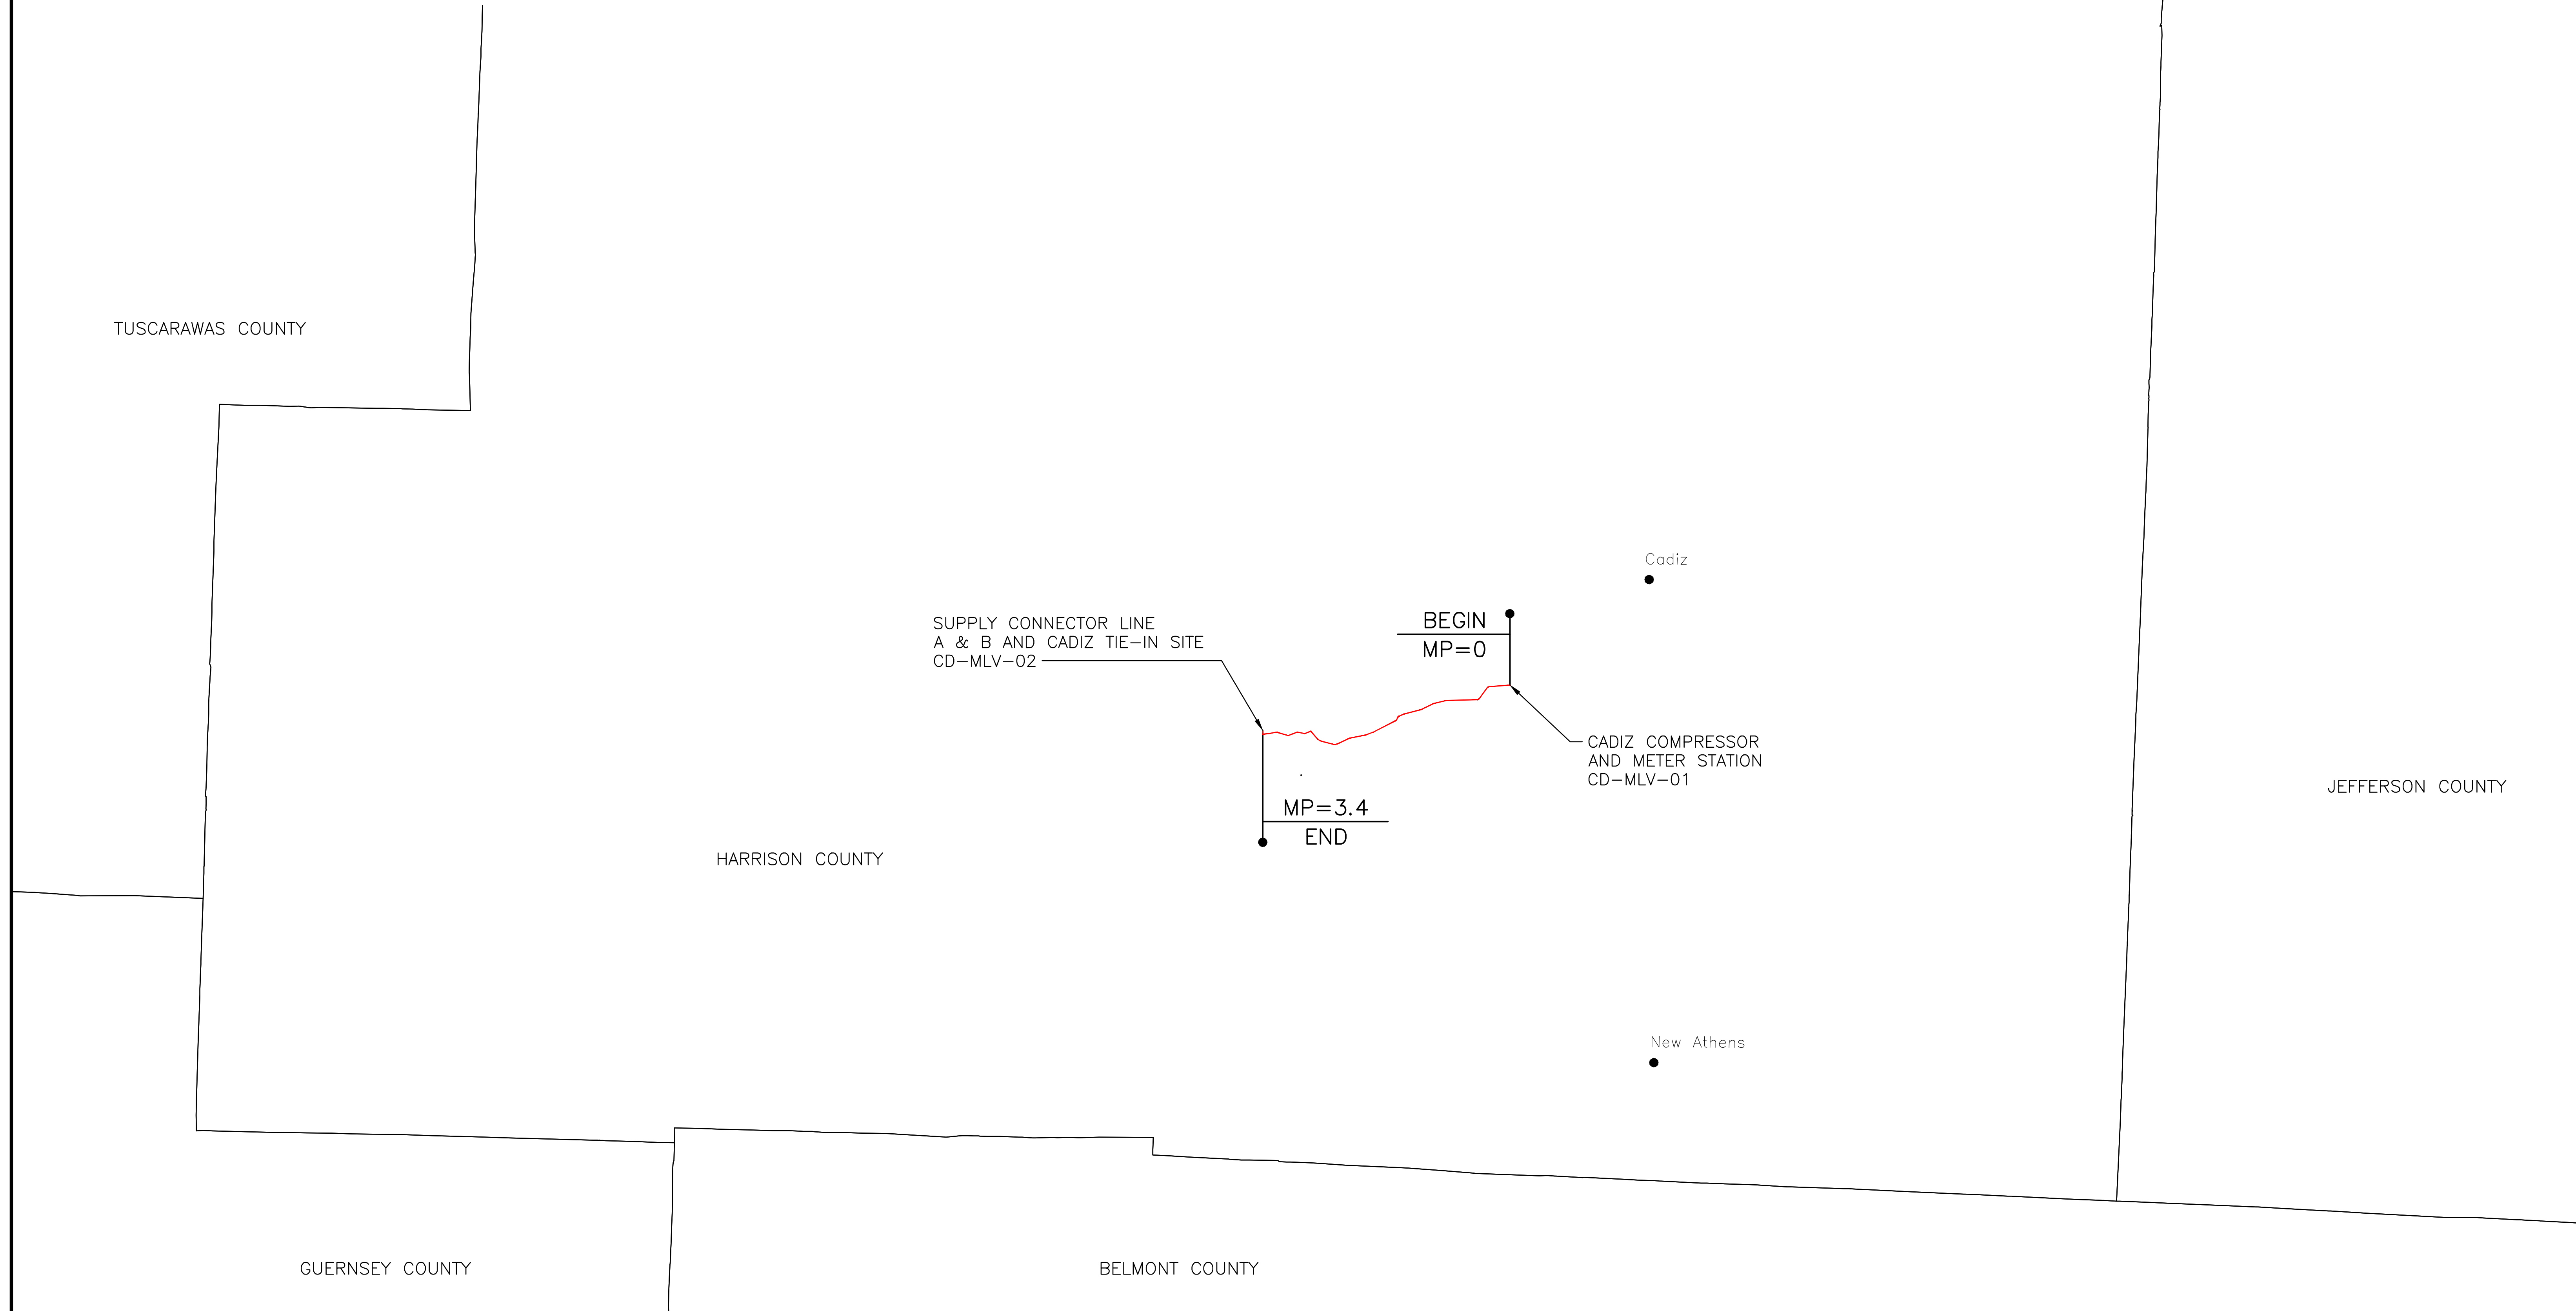 TUSCARAWAS COUNTY
Cadiz
SUPPLY CONNECTOR LINE
A & B AND CADIZ TIE-IN SITE
CD-MLV-02
BEGIN
MP=0
CADIZ COMPRESSOR
AND METER STATION
CD-MLV-01
JEFFERSON COUNTY
MP=3.4
END
HARRISON COUNTY
New Athens
GUERNSEY COUNTY
BELMONT COUNTY